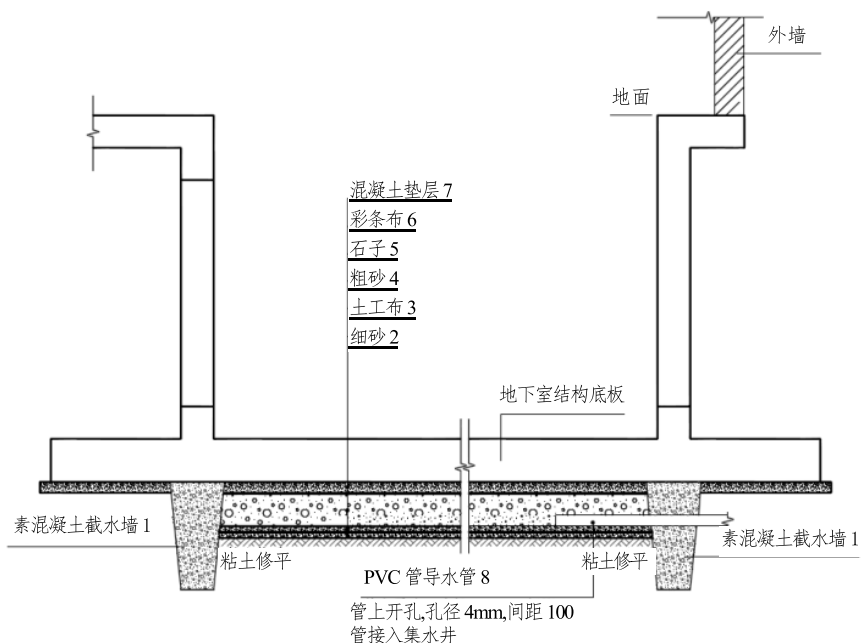 外墙
地面
混凝土垫层 7
彩条布 6
石子 5
粗砂 4
土工布 3
细砂 2
地下室结构底板
素混凝土截水墙 1
素混凝土截水墙 1
粘土修平
粘土修平
PVC 管导水管 8
管上开孔,孔径 4mm,间距 100
管接入集水井